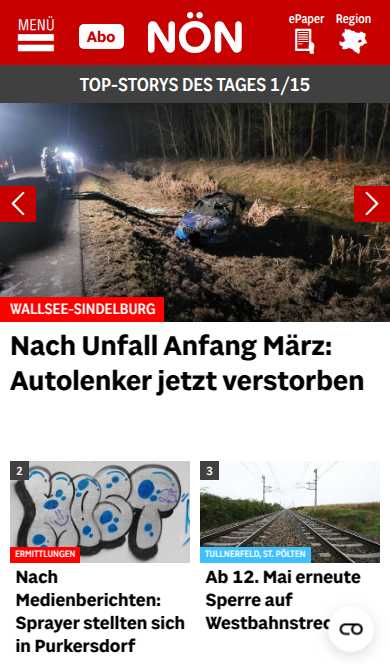 MENÜ
Abo
NÖN
ePaper
Region
TOP-STORYS DES TAGES 1/15
WALLSEE-SINDELBURG
Nach Unfall Anfang März:
Autolenker jetzt verstorben
2
ERMITTLUNGEN
Nach
Medienberichten:
Sprayer stellten sich
in Purkersdorf
3
TULLNERFELD, ST. PÖLTEN
Ab 12. Mai erneute
Sperre auf